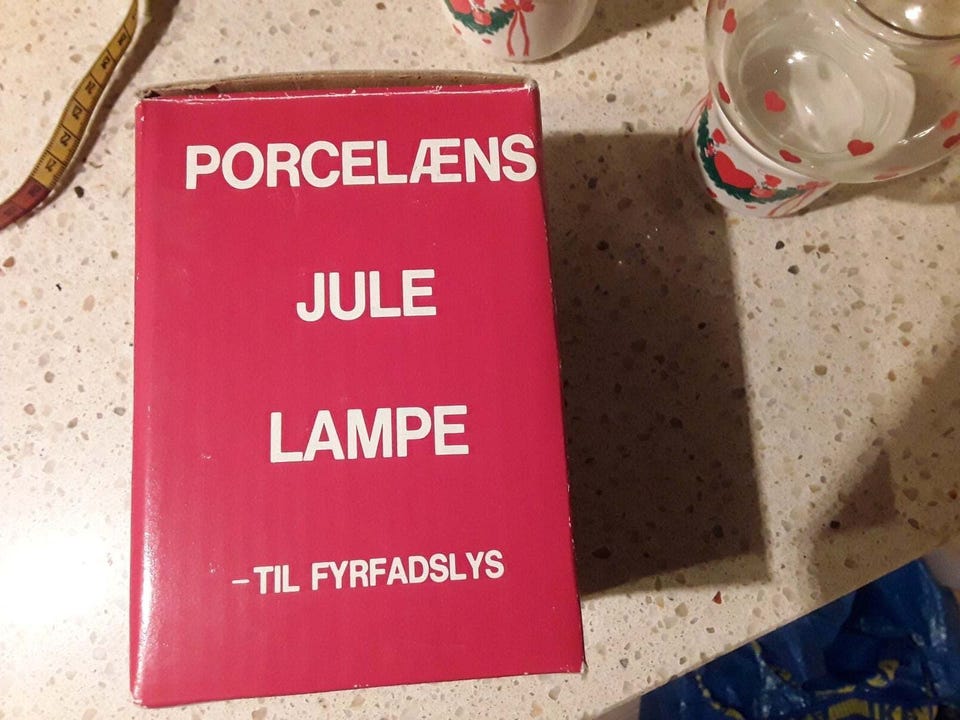 PORCELÆNS
JULE
LAMPE
– TIL FYRFADSLYS